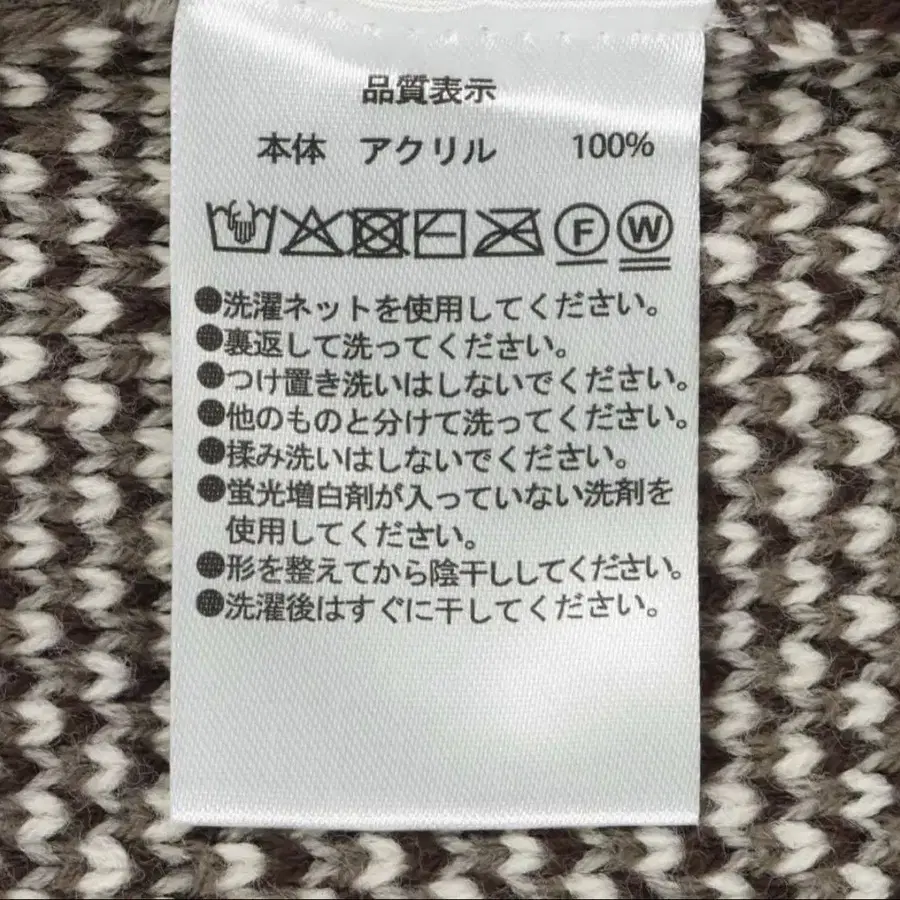 品質表示
本体 アクリル 100%
F W
●洗濯ネットを使用してください。
●裏返して洗ってください。
●つけ置き洗いはしないでください。
●他のものと分けて洗ってください。
●揉み洗いはしないでください。
●蛍光増白剤が入っていない洗剤を
使用してください。
●形を整えてから陰干ししてください。
●洗濯後はすぐに干してください。